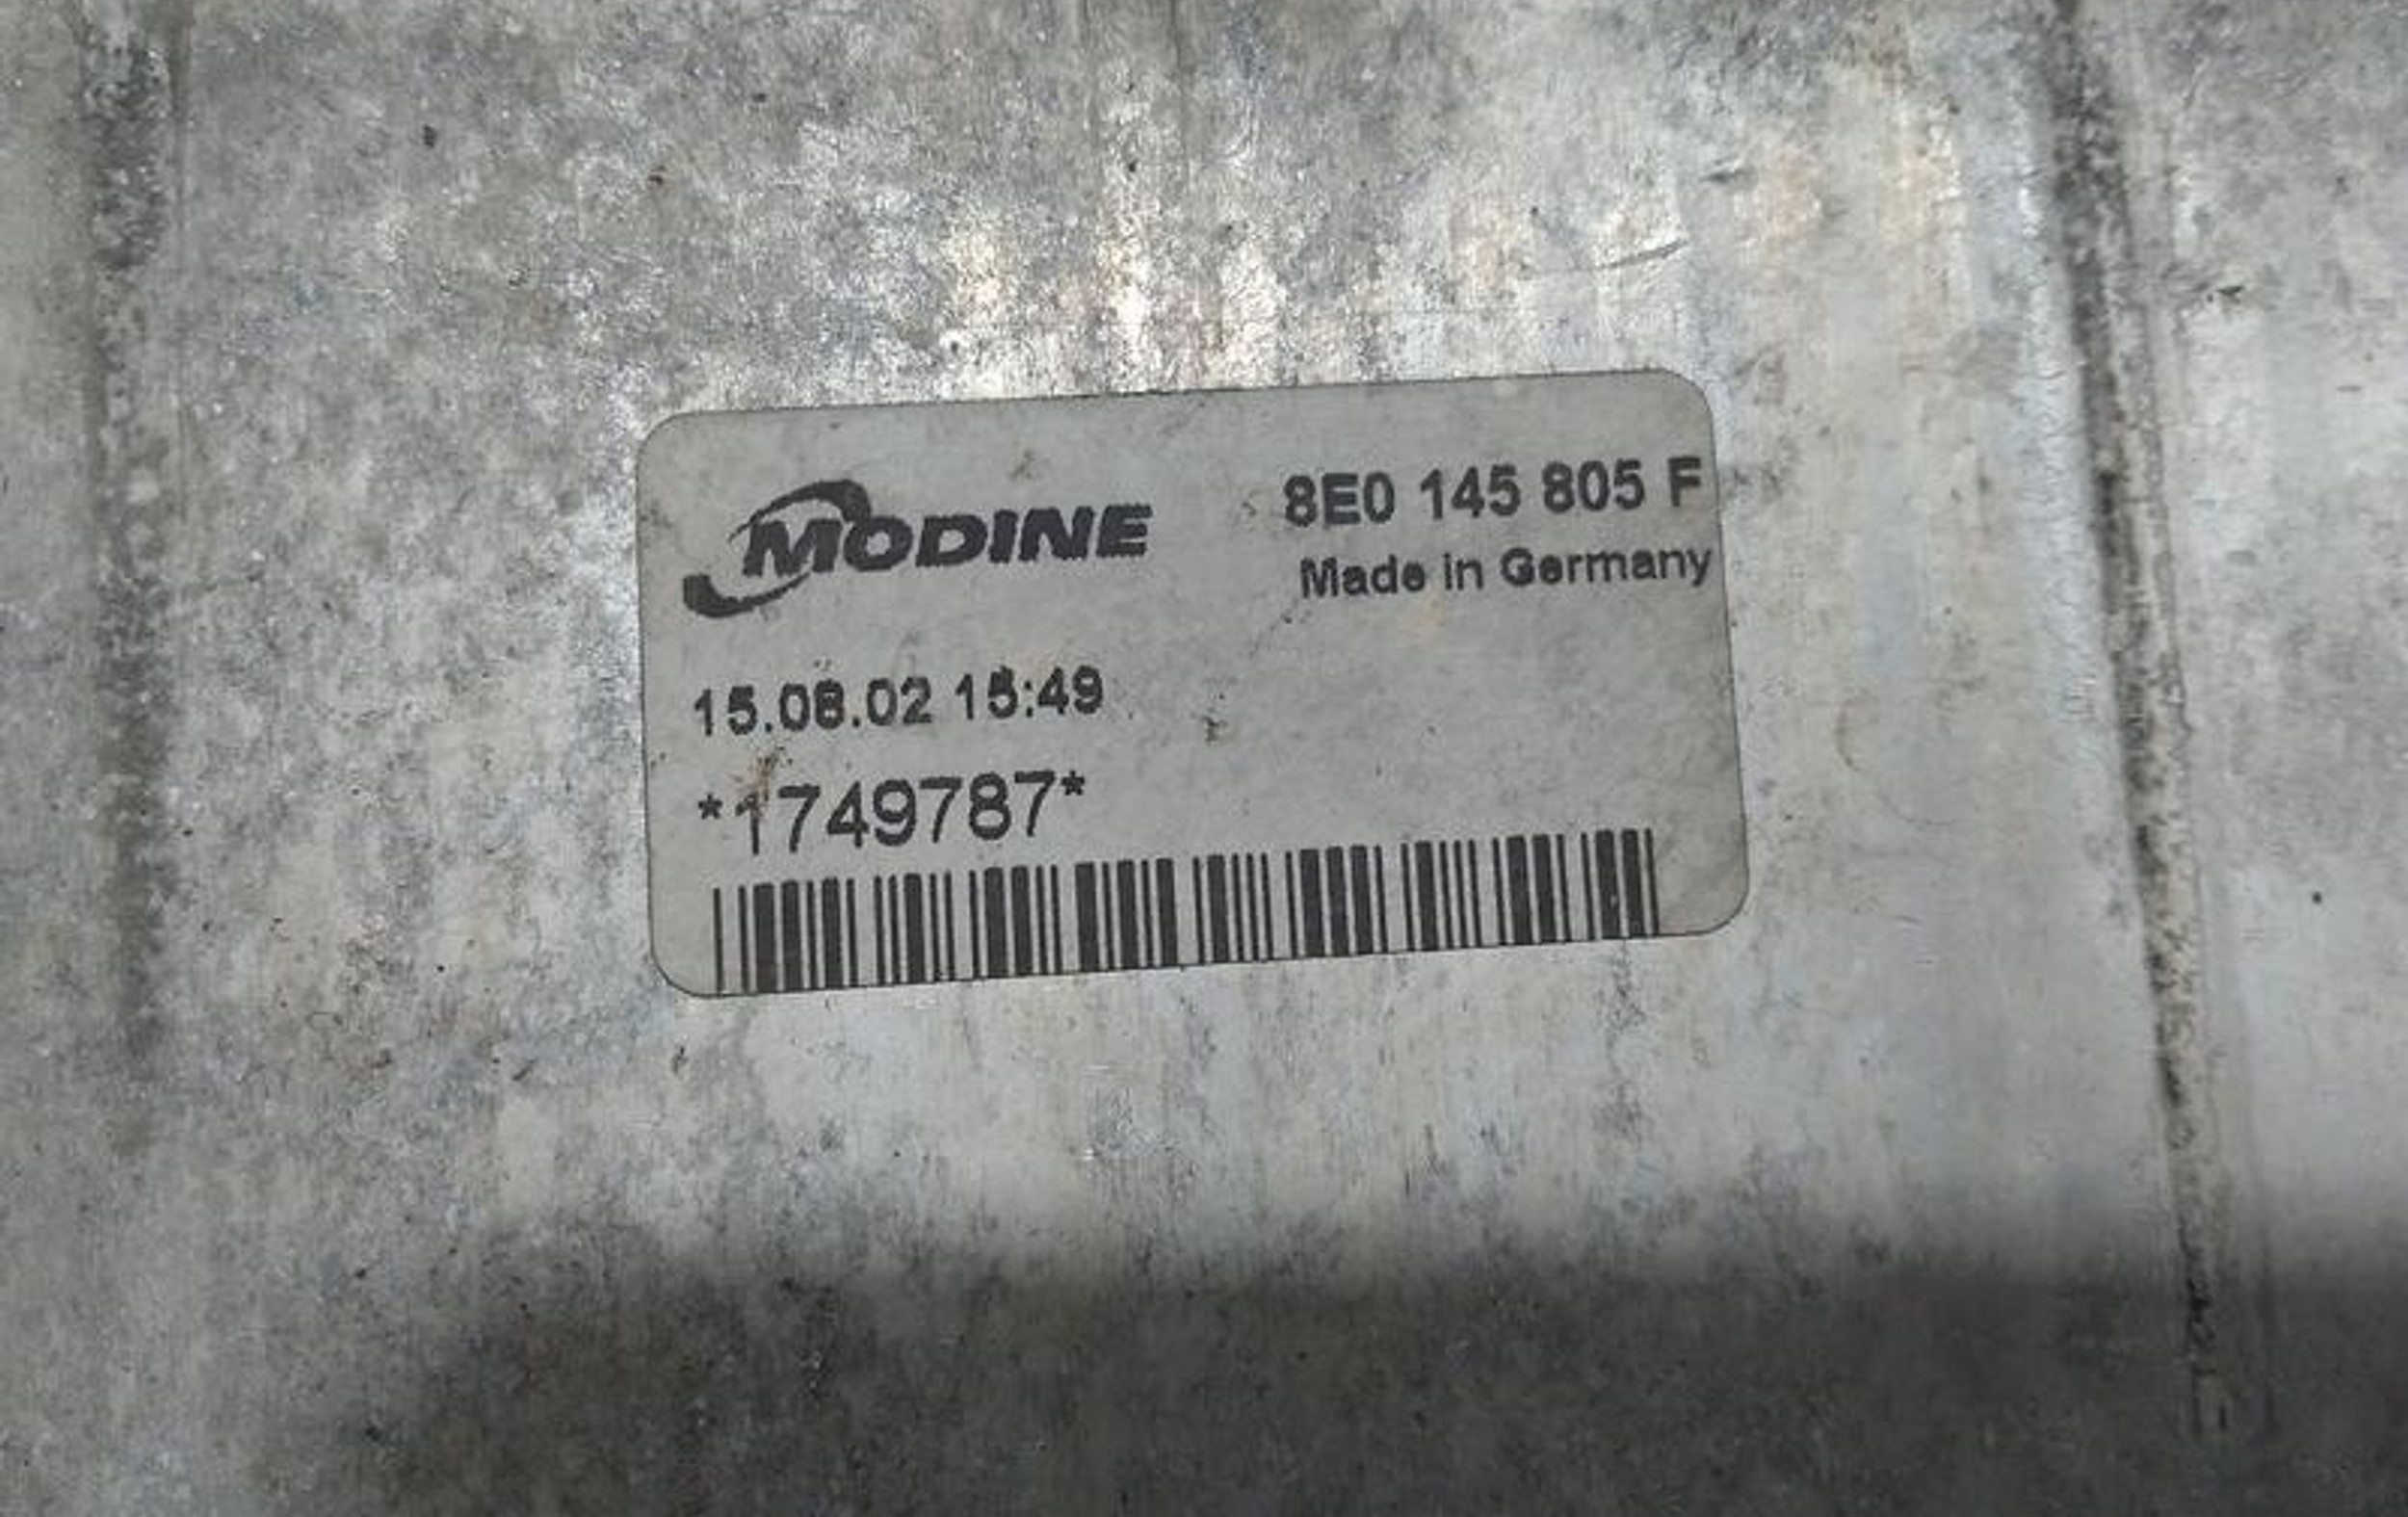 MODINE
8E0 145 805 F
Made in Germany
15.08.02 15:49
*1749787*